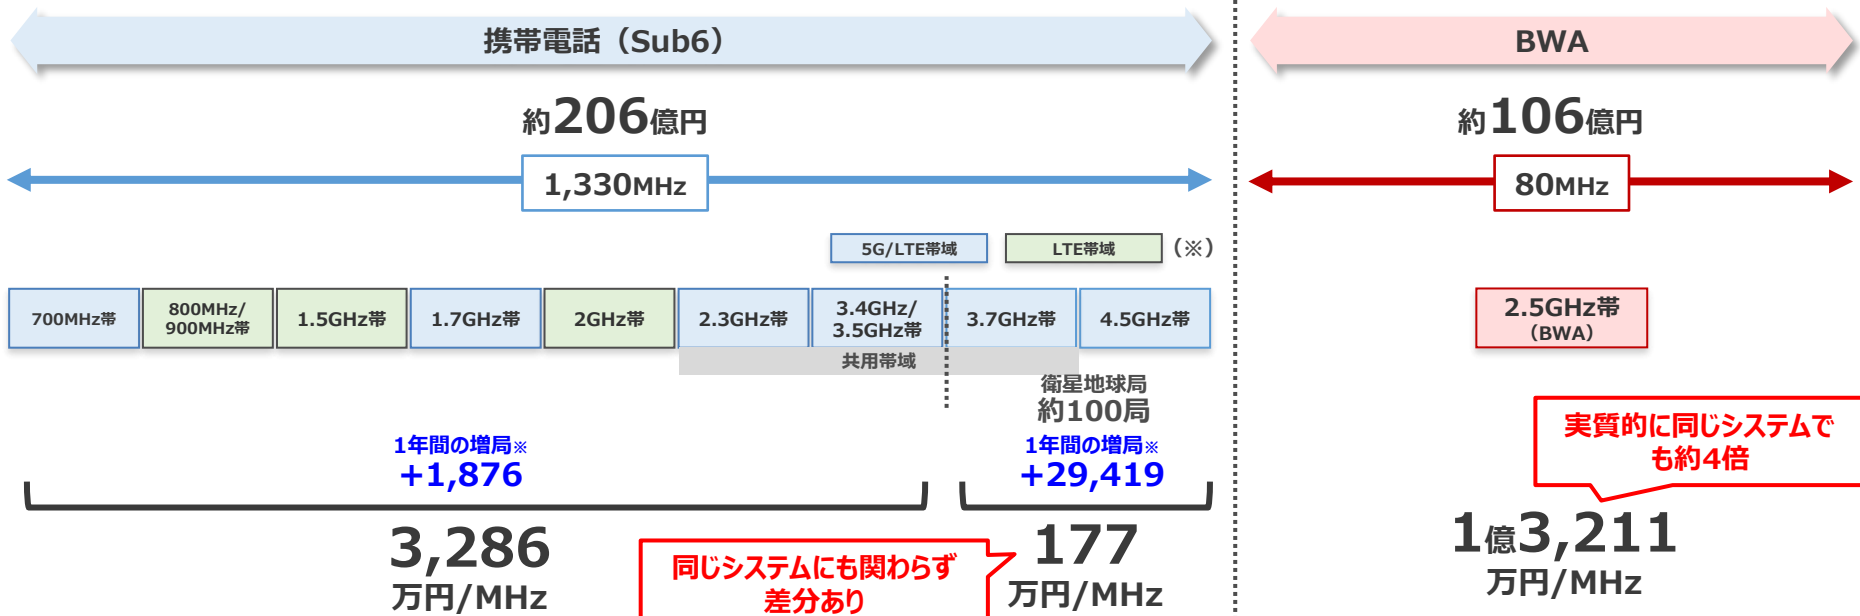 携帯電話（Sub6）
BWA
約206億円
約106億円
1,330MHz
80MHz
5G/LTE帯域
LTE帯域
（※）
700MHz帯
800MHz/
900MHz帯
1.5GHz帯
1.7GHz帯
2GHz帯
2.3GHz帯
3.4GHz/
3.5GHz帯
3.7GHz帯
4.5GHz帯
2.5GHz帯
（BWA）
共用帯域
衛星地球局
約100局
1年間の増局※
+1,876
1年間の増局※
+29,419
実質的に同じシステムで
も約4倍
3,286
万円/MHz
同じシステムにも関わらず
差分あり
177
万円/MHz
1億3,211
万円/MHz